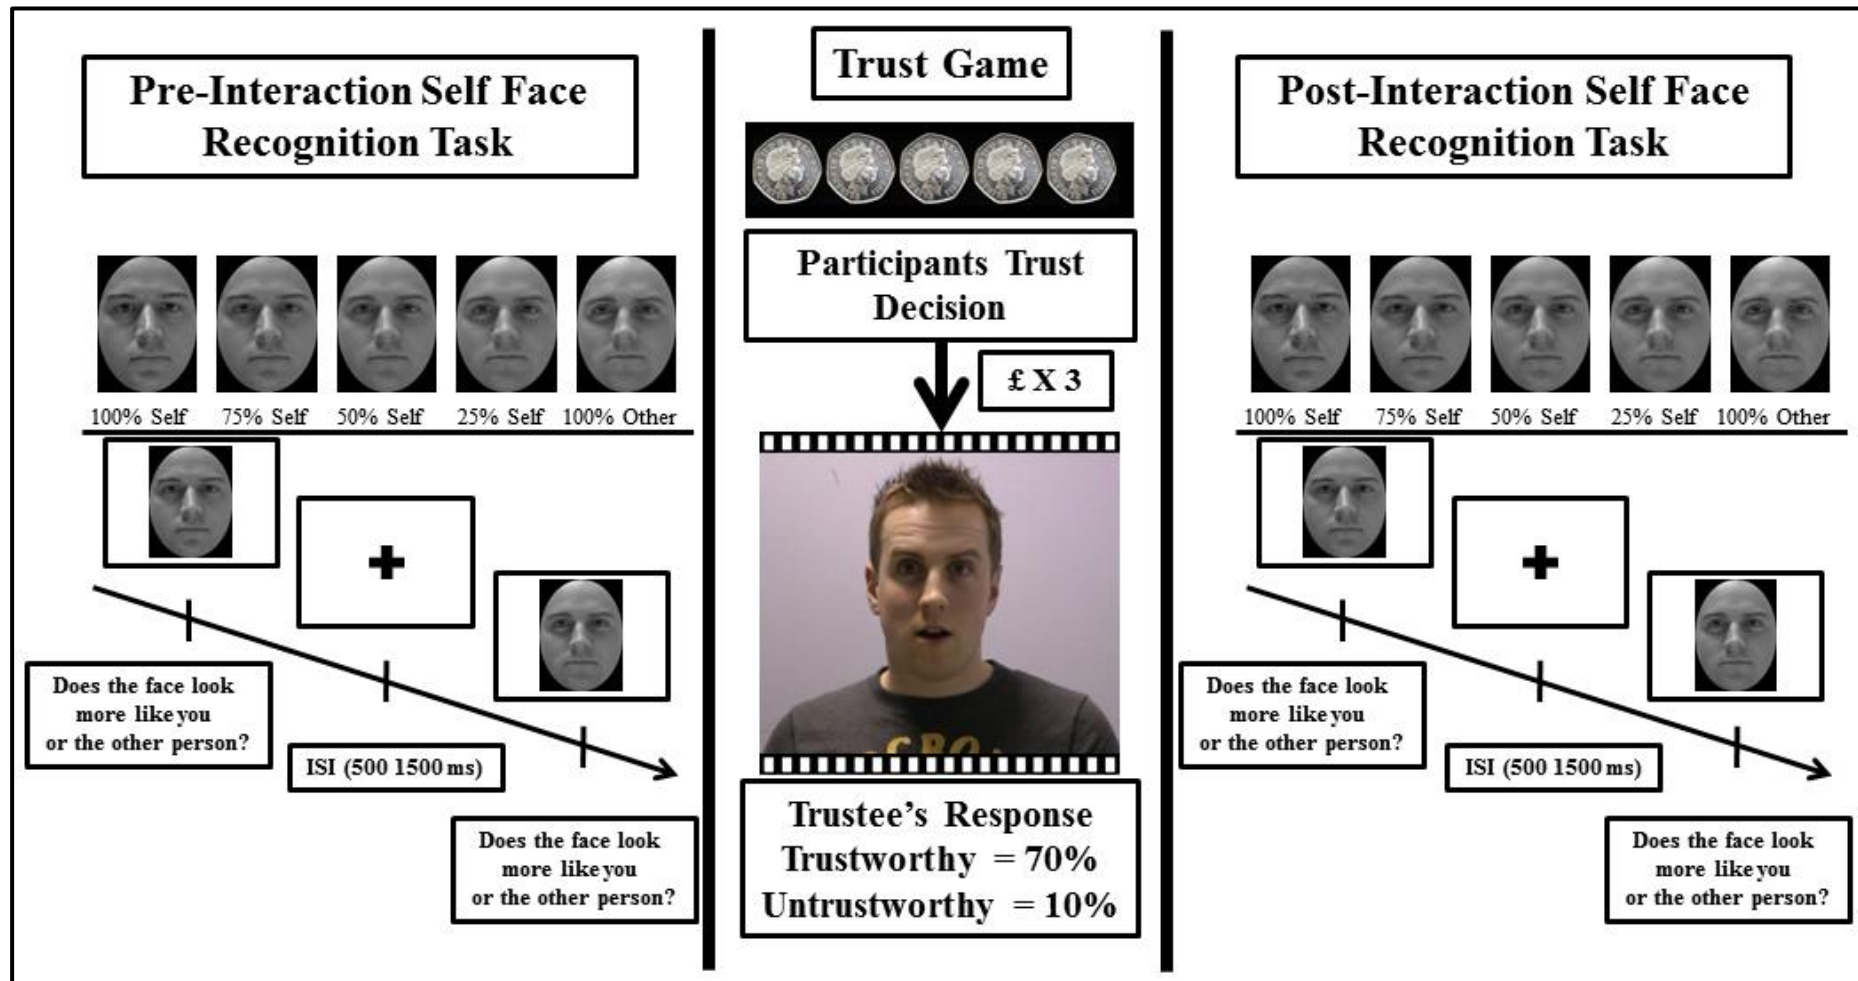 Pre-Interaction Self Face
Recognition Task
100% Self 75% Self 50% Self 25% Self 100% Other
Does the face look
more like you
or the other person?
ISI (500 1500 ms)
Does the face look
more like you
or the other person?
Trust Game
Participants Trust
Decision
£ X 3
Trustee’s Response
Trustworthy = 70%
Untrustworthy = 10%
Post-Interaction Self Face
Recognition Task
100% Self 75% Self 50% Self 25% Self 100% Other
Does the face look
more like you
or the other person?
ISI (500 1500 ms)
Does the face look
more like you
or the other person?